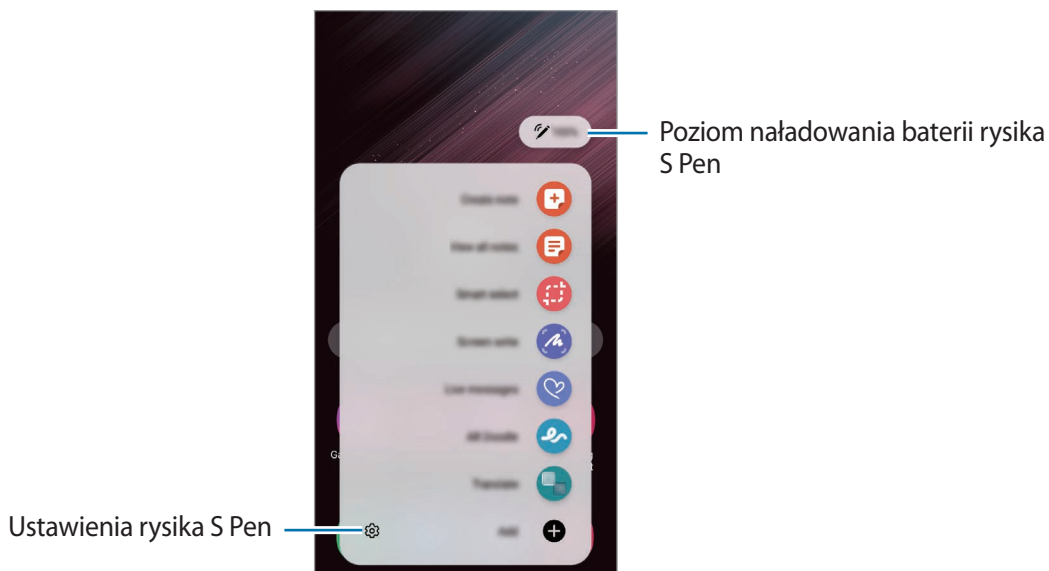 Poziom naładowania baterii rysika
S Pen
Create note
View all notes
Smart select
Screen write
Live messages
AR Doodle
Translate
Ustawienia rysika S Pen
Add